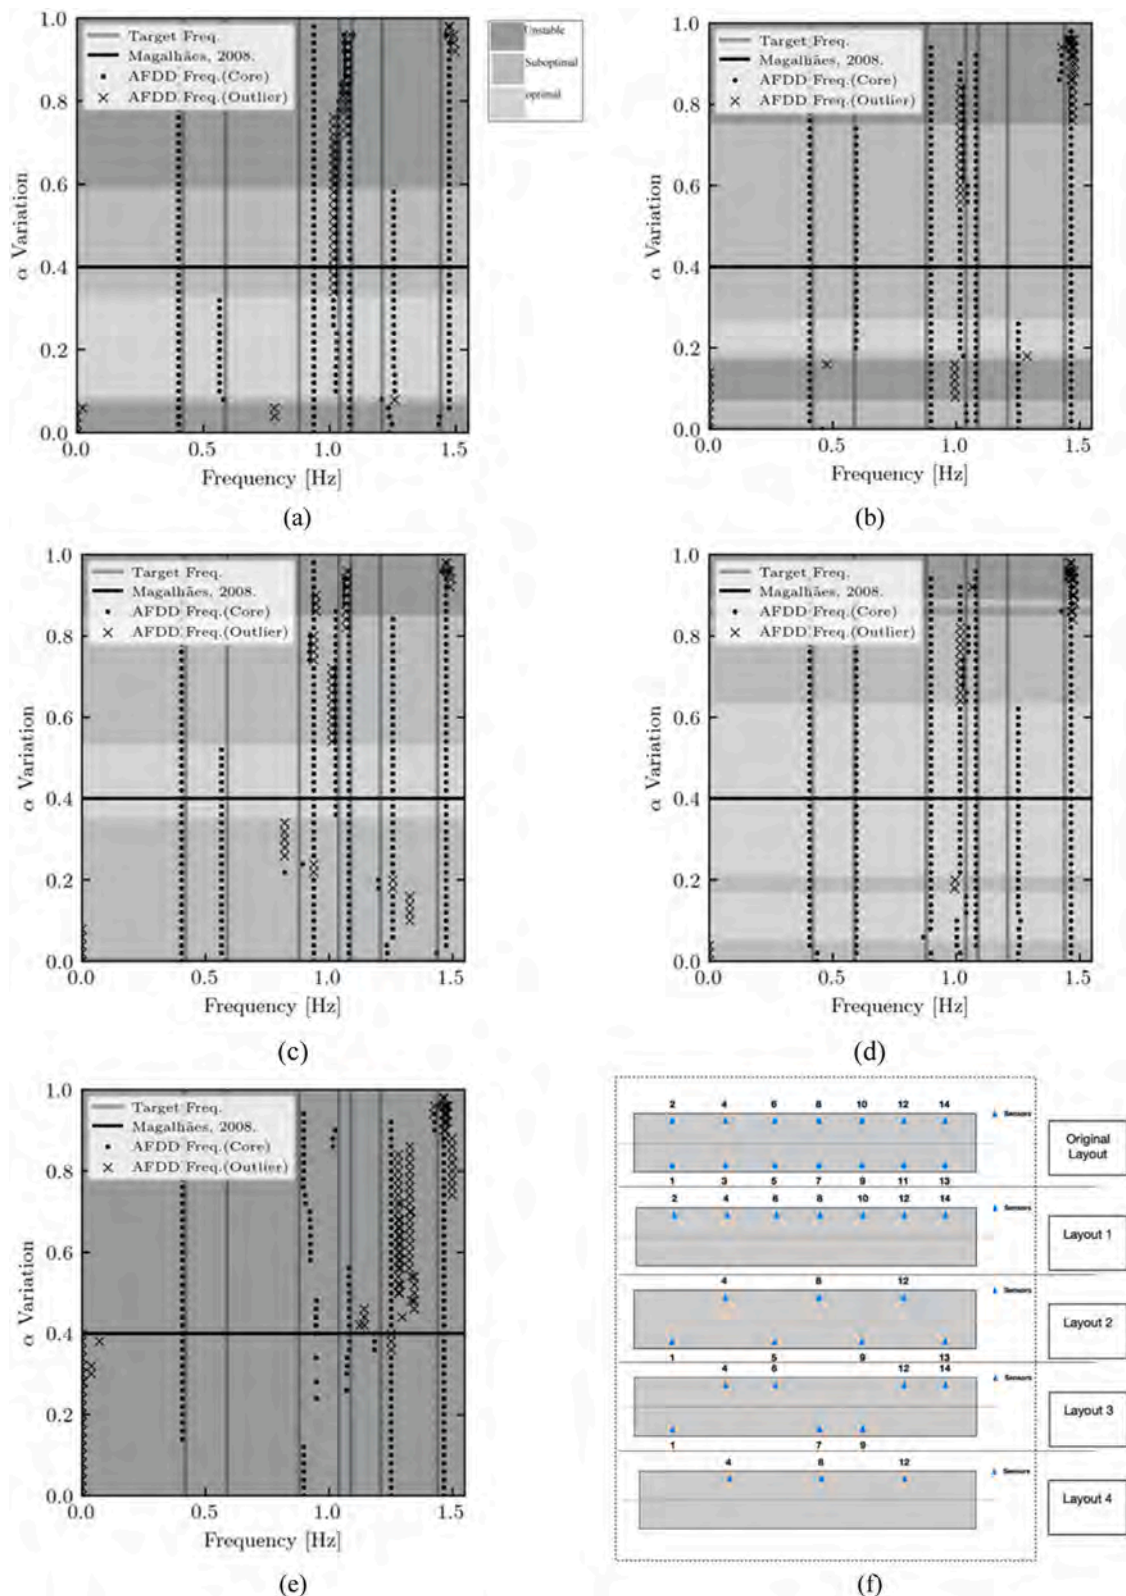 1.0
0.8
0.6
0.4
0.2
0.0
α Variation
Target Freq.
Magalhães, 2008.
AFDD Freq.(Core)
AFDD Freq.(Outlier)
0.0 0.5 1.0 1.5
Frequency [Hz]
(a)
Unstable
Suboptimal
optimal
1.0
0.8
0.6
0.4
0.2
0.0
α Variation
Target Freq.
Magalhães, 2008.
AFDD Freq.(Core)
AFDD Freq.(Outlier)
0.0 0.5 1.0 1.5
Frequency [Hz]
(b)
1.0
0.8
0.6
0.4
0.2
0.0
α Variation
Target Freq.
Magalhães, 2008.
AFDD Freq.(Core)
AFDD Freq.(Outlier)
0.0 0.5 1.0 1.5
Frequency [Hz]
(c)
1.0
0.8
0.6
0.4
0.2
0.0
α Variation
Target Freq.
Magalhães, 2008.
AFDD Freq.(Core)
AFDD Freq.(Outlier)
0.0 0.5 1.0 1.5
Frequency [Hz]
(d)
1.0
0.8
0.6
0.4
0.2
0.0
α Variation
Target Freq.
Magalhães, 2008.
AFDD Freq.(Core)
AFDD Freq.(Outlier)
0.0 0.5 1.0 1.5
Frequency [Hz]
(e)
2 4 6 8 10 12 14
Sensors
Original
Layout
1 3 5 7 9 11 13
2 4 6 8 10 12 14
Sensors
Layout 1
4 8 12
Sensors
Layout 2
1 5 9 13
4 6 12 14
Sensors
Layout 3
1 7 9
4 8 12
Sensors
Layout 4
(f)